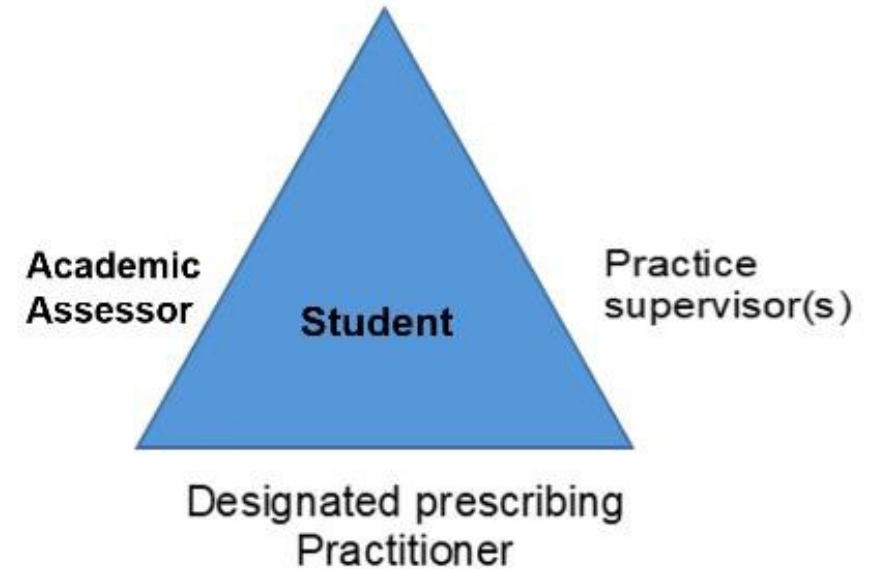 Academic
Assessor
Student
Practice
supervisor(s)
Designated prescribing
Practitioner